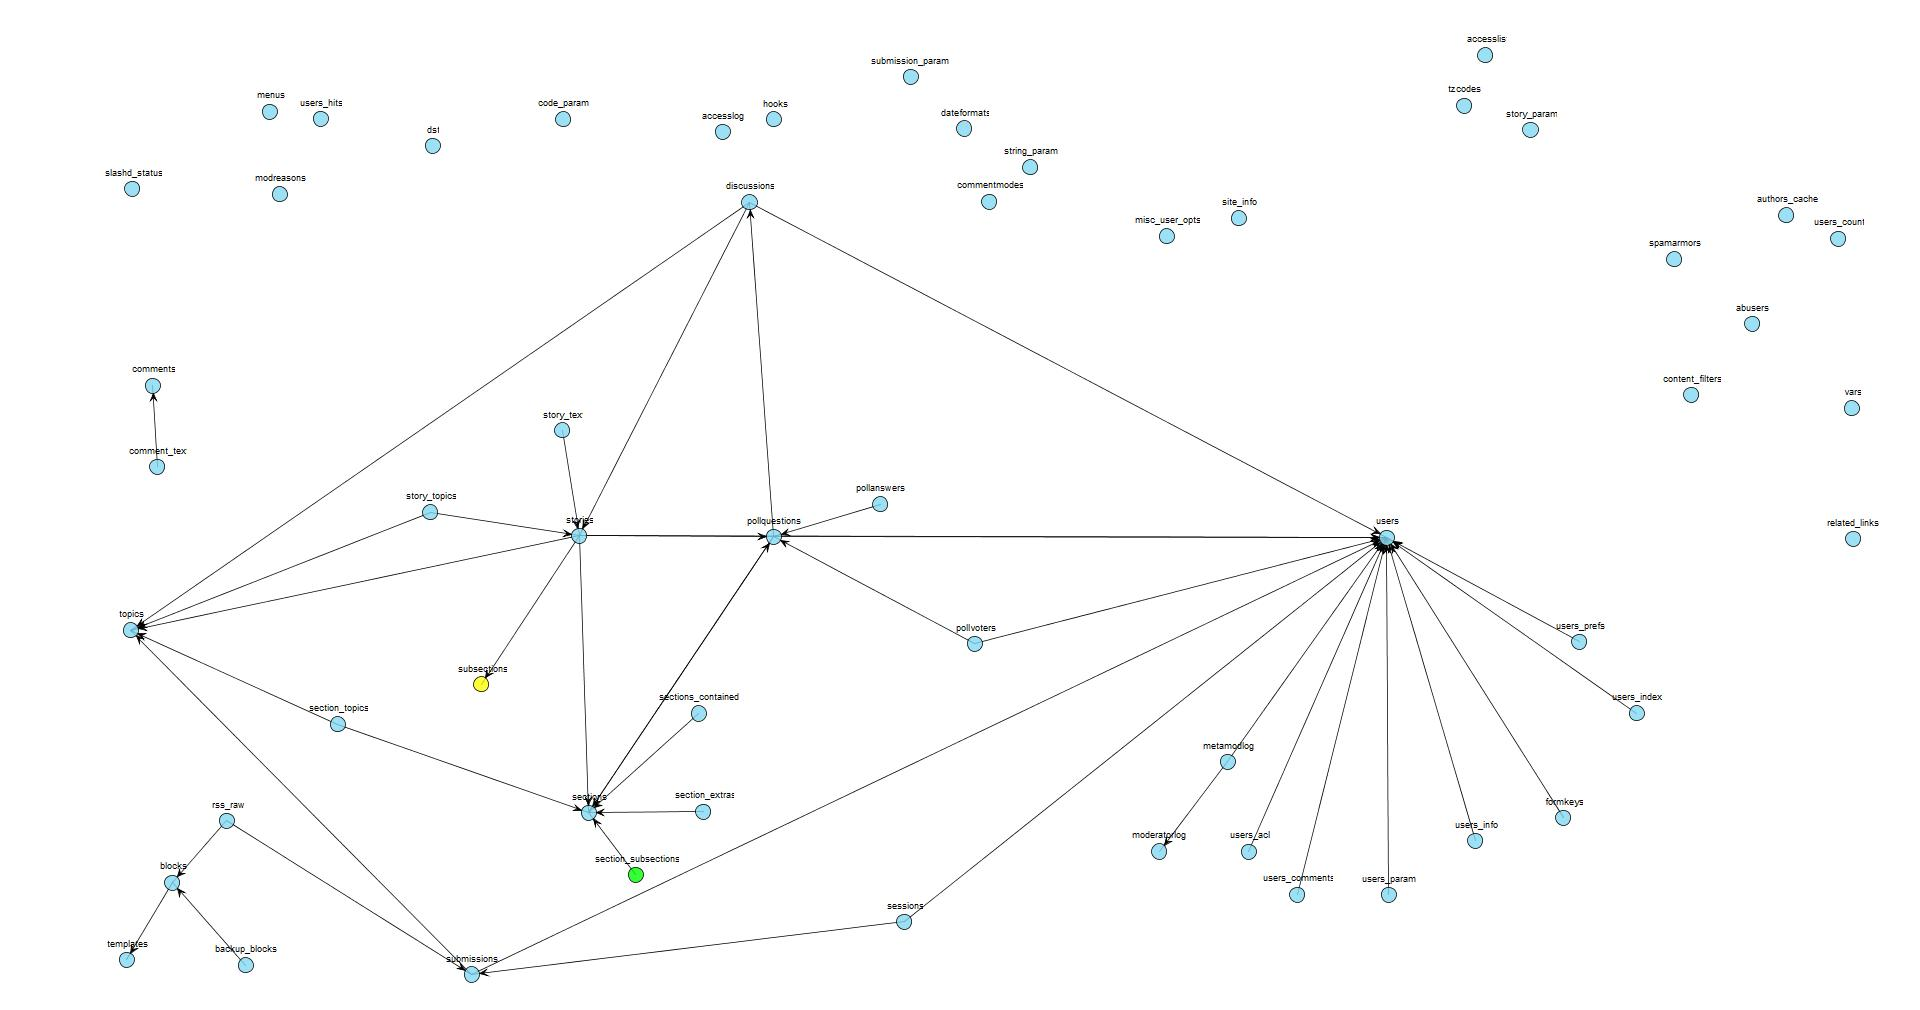 accesslis
submission_param
tzcodes
menus
users_hits
code_param
hooks
accesslog
dateformats
story_param
dst
string_param
slashd_status
modreasons
discussions
commentmodes
authors_cache
site_info
misc_user_opts
users_count
spamarmors
abusers
comments
content_filters
vars
story_tex
comment_tex
pollanswers
story_topics
stories
pollquestions
users
related_links
topics
pollvoters
users_prefs
subsections
sections_contained
users_index
section_topics
metamodlog
sections
section_extras
rss_raw
formkeys
users_info
moderatorlog
users_acl
section_subsections
blocks
users_comments
users_param
sessions
templates
backup_blocks
submissions